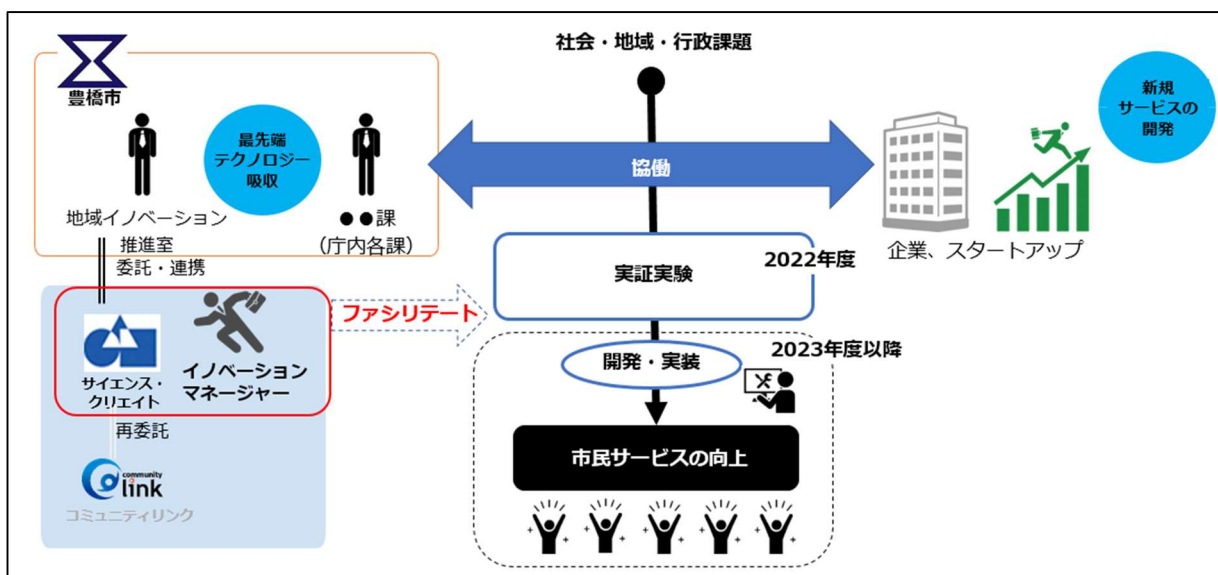 社会・地域・行政課題
豊橋市
最先端
テクノロジー
吸収
地域イノベーション
推進室
●●課
(庁内各課)
協働
新規
サービスの
開発
企業、スタートアップ
委託・連携
サイエンス・
クリエイト
イノベーション
マネージャー
ファシリテート
再委託
community
link
コミュニティリンク
2022年度
実証実験
2023年度以降
開発・実装
市民サービスの向上